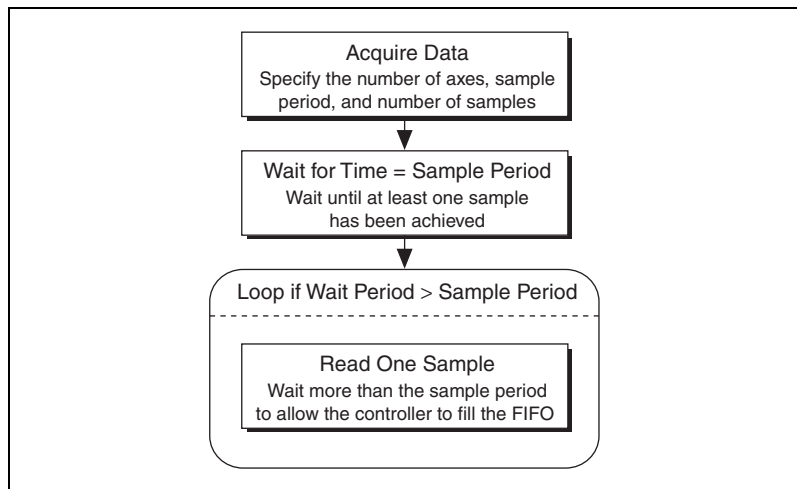 Acquire Data
Specify the number of axes, sample
period, and number of samples
Wait for Time = Sample Period
Wait until at least one sample
has been achieved
Loop if Wait Period > Sample Period
Read One Sample
Wait more than the sample period
to allow the controller to fill the FIFO